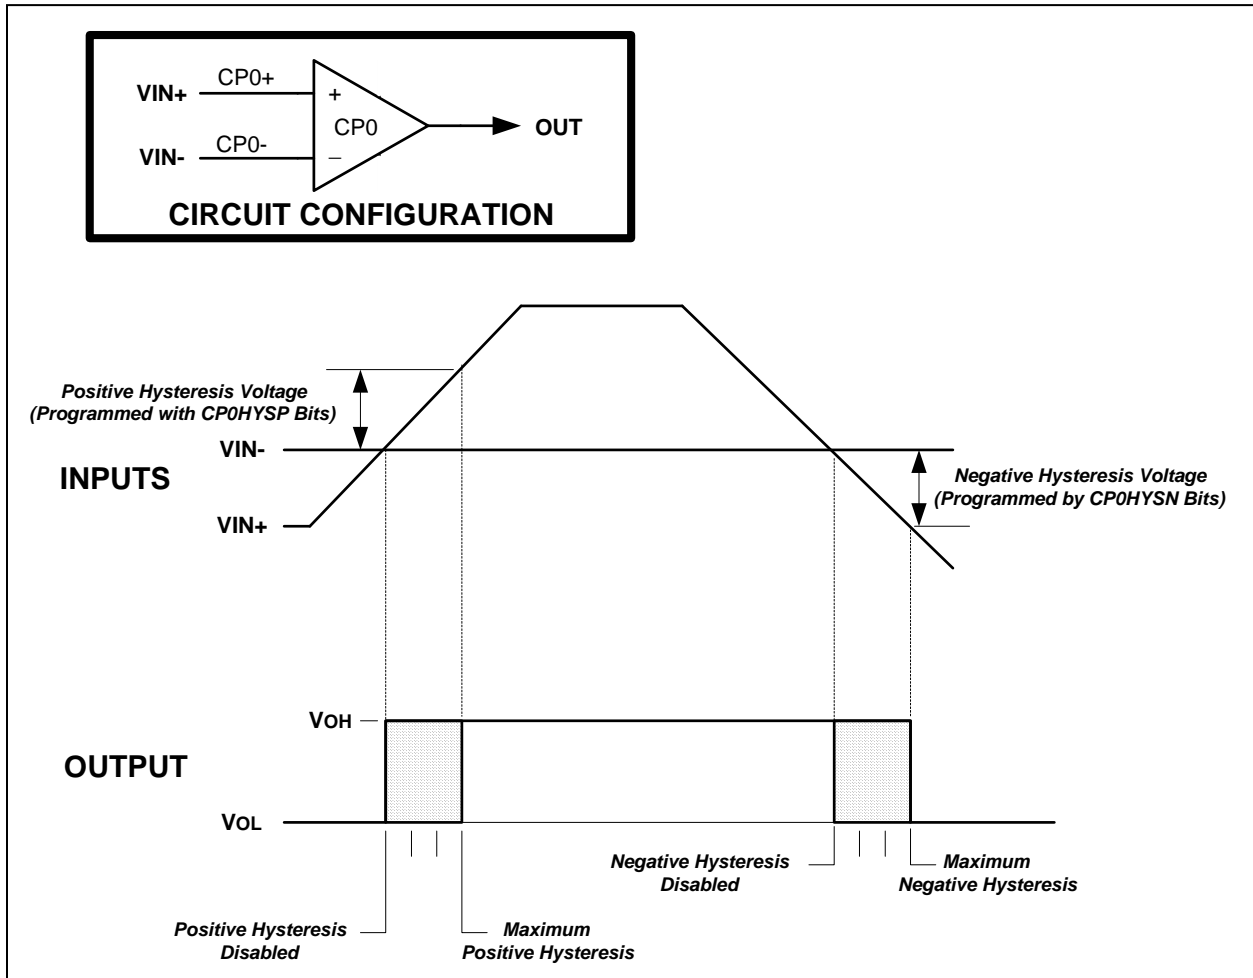 VIN+
CP0+
+
CP0
OUT
VIN-
CP0-
–
CIRCUIT CONFIGURATION
Positive Hysteresis Voltage
(Programmed with CP0HYSP Bits)
VIN-
INPUTS
VIN+
Negative Hysteresis Voltage
(Programmed by CP0HYSN Bits)
VOH
OUTPUT
VOL
Negative Hysteresis
Disabled
Maximum
Negative Hysteresis
Positive Hysteresis
Disabled
Maximum
Positive Hysteresis